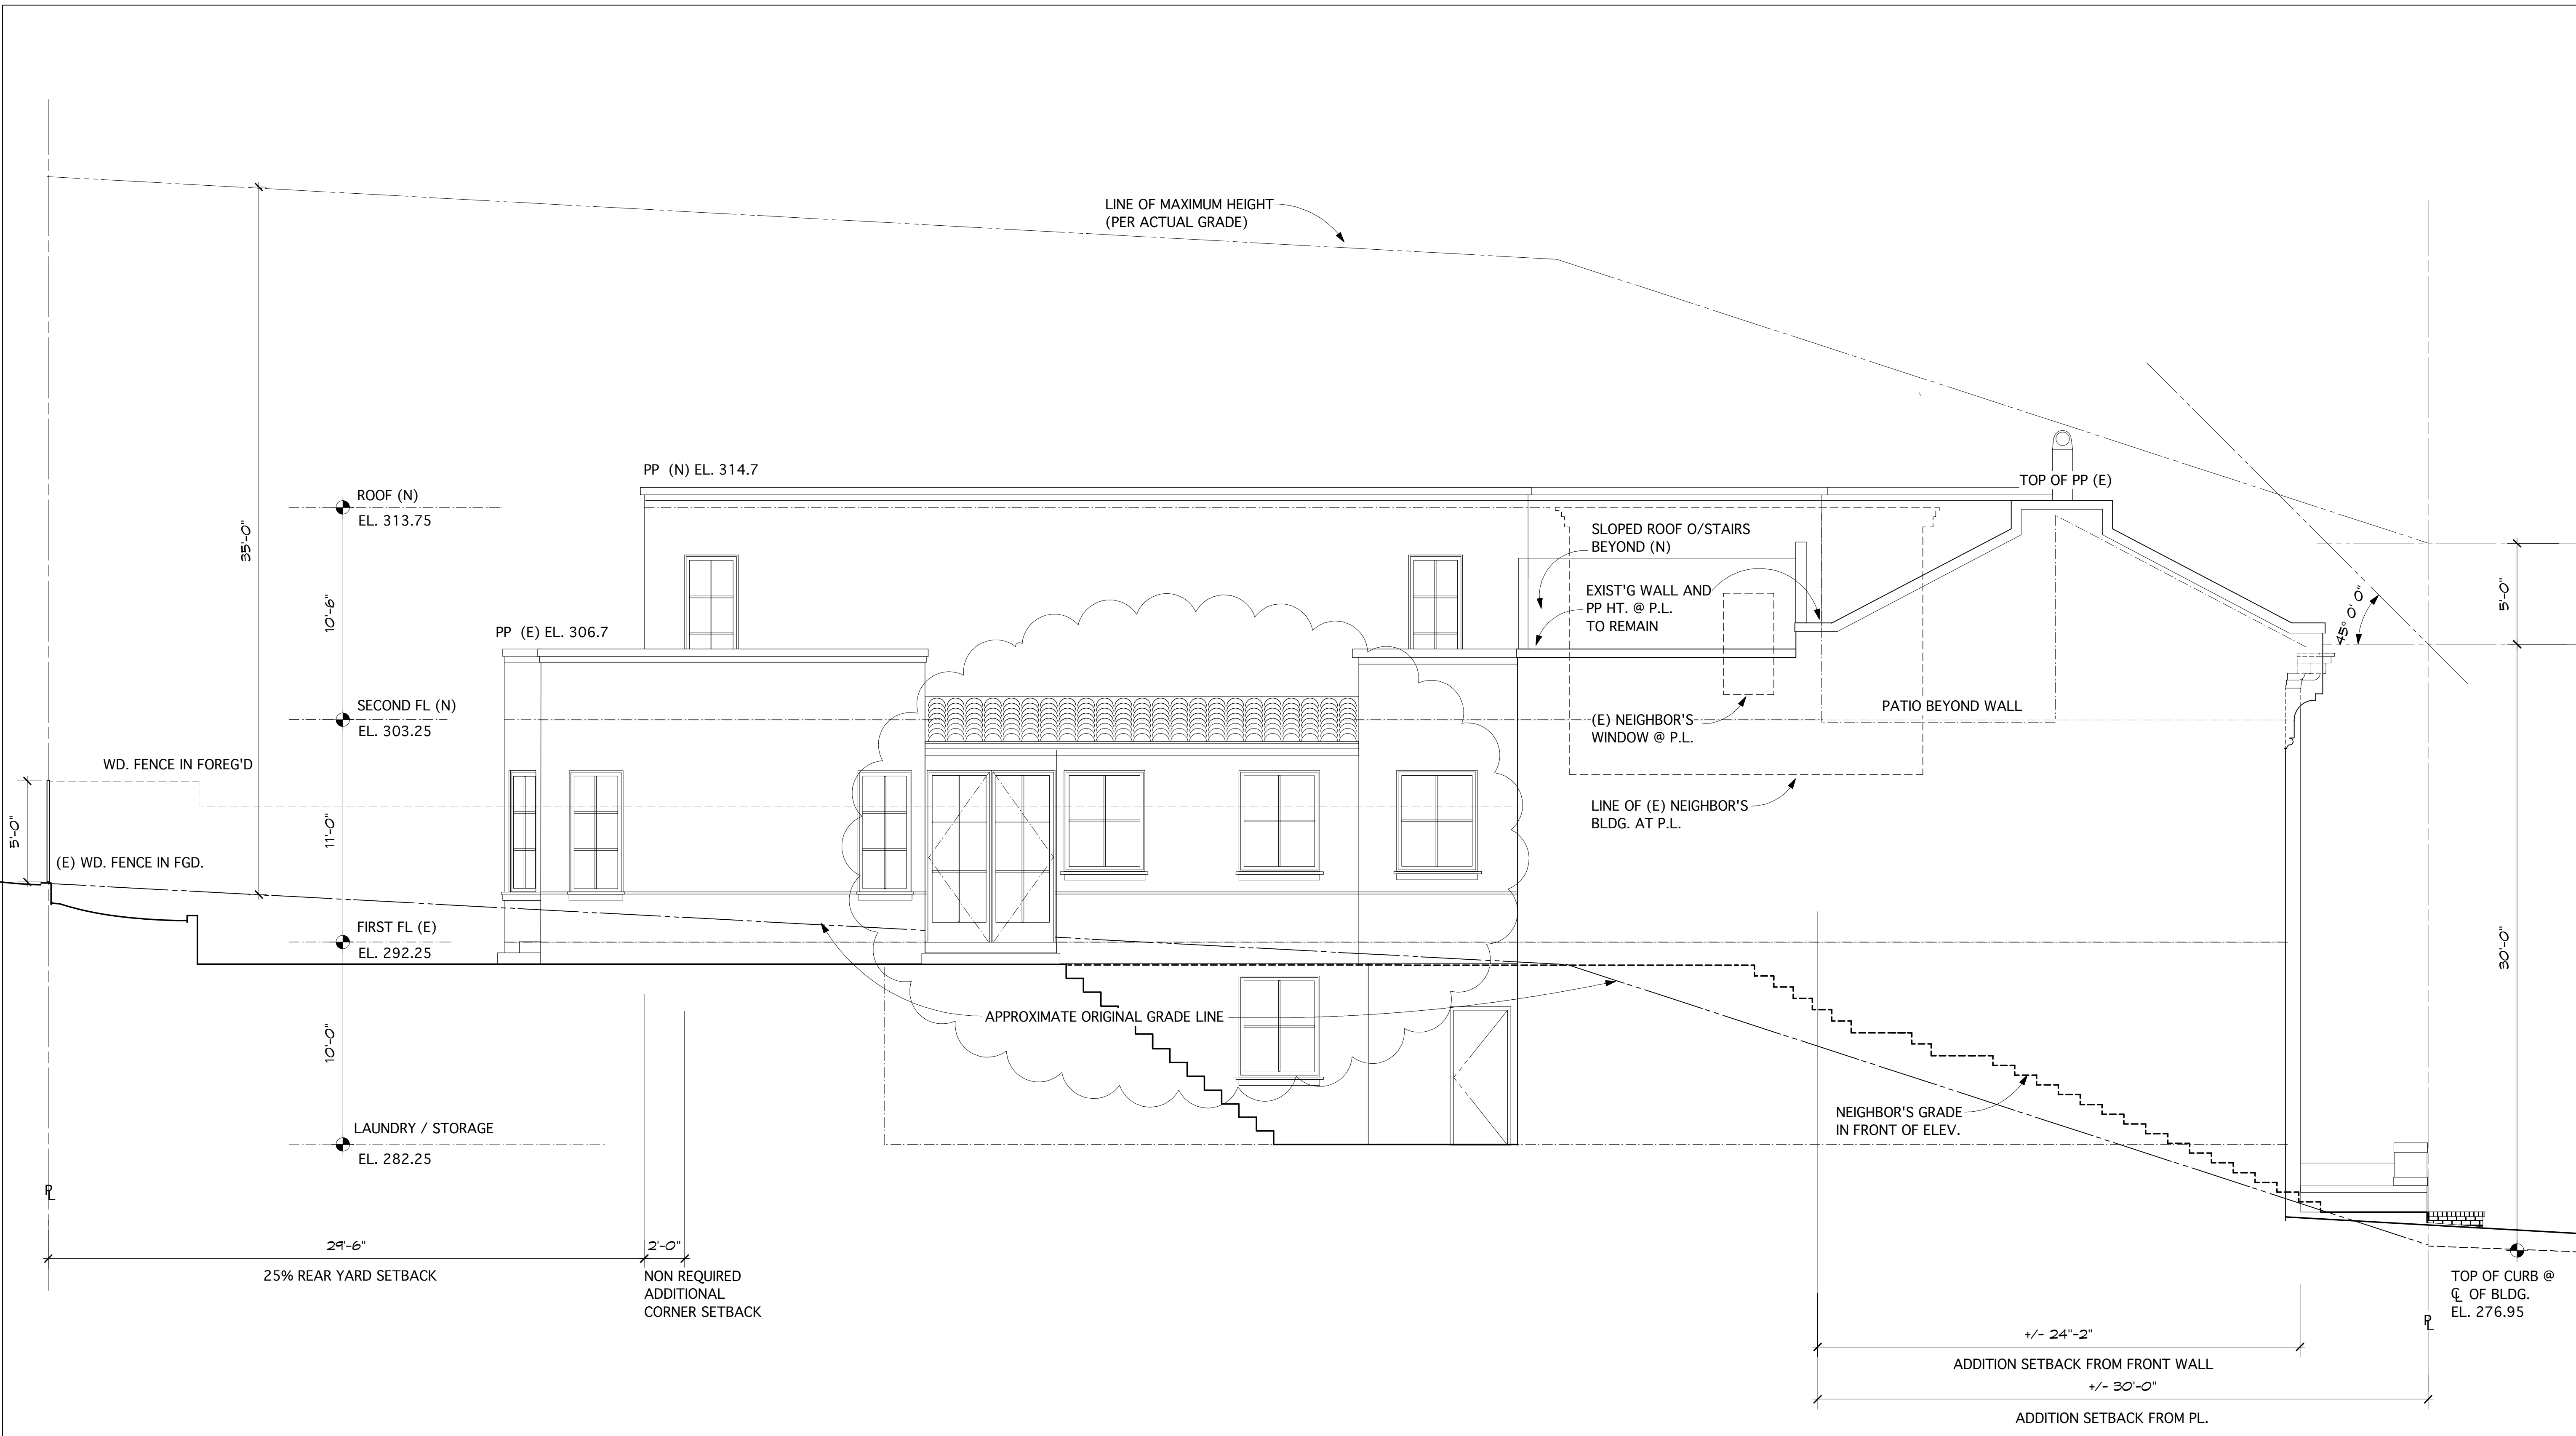 LINE OF MAXIMUM HEIGHT
(PER ACTUAL GRADE)
PP (N) EL. 314.7
TOP OF PP (E)
ROOF (N)
EL. 313.75
35'-0"
SLOPED ROOF O/STAIRS
BEYOND (N)
10'-6"
EXIST'G WALL AND
PP HT. @ P.L.
TO REMAIN
45° 0' 0"
5'-0"
PP (E) EL. 306.7
SECOND FL (N)
EL. 303.25
PATIO BEYOND WALL
(E) NEIGHBOR'S
WINDOW @ P.L.
WD. FENCE IN FOREG'D
5'-0"
11'-0"
LINE OF (E) NEIGHBOR'S
BLDG. AT P.L.
(E) WD. FENCE IN FGD.
FIRST FL (E)
EL. 292.25
30'-0"
10'-0"
APPROXIMATE ORIGINAL GRADE LINE
NEIGHBOR'S GRADE
IN FRONT OF ELEV.
LAUNDRY / STORAGE
EL. 282.25
PL
29'-6"
2'-0"
25% REAR YARD SETBACK
NON REQUIRED
ADDITIONAL
CORNER SETBACK
TOP OF CURB @
CL OF BLDG.
EL. 276.95
PL
+/- 24"-2"
ADDITION SETBACK FROM FRONT WALL
+/- 30'-0"
ADDITION SETBACK FROM PL.